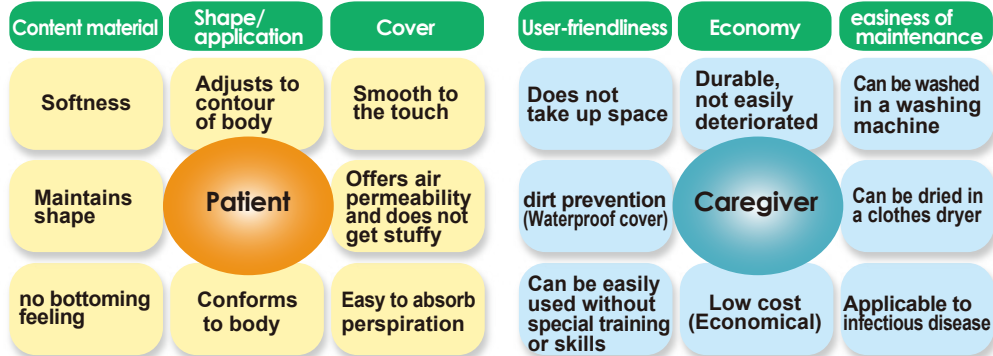 Content material
Shape/
application
Cover
Softness
Adjusts to
contour
of body
Smooth to
the touch
Maintains
shape
Patient
Offers air
permeability
and does not
get stuffy
no bottoming
feeling
Conforms
to body
Easy to absorb
perspiration
User-friendliness
Economy
easiness of
maintenance
Does not
take up space
Durable,
not easily
deteriorated
Can be washed
in a washing
machine
dirt prevention
(Waterproof cover)
Caregiver
Can be dried in
a clothes dryer
Can be easily
used without
special training
or skills
Low cost
(Economical)
Applicable to
infectious disease